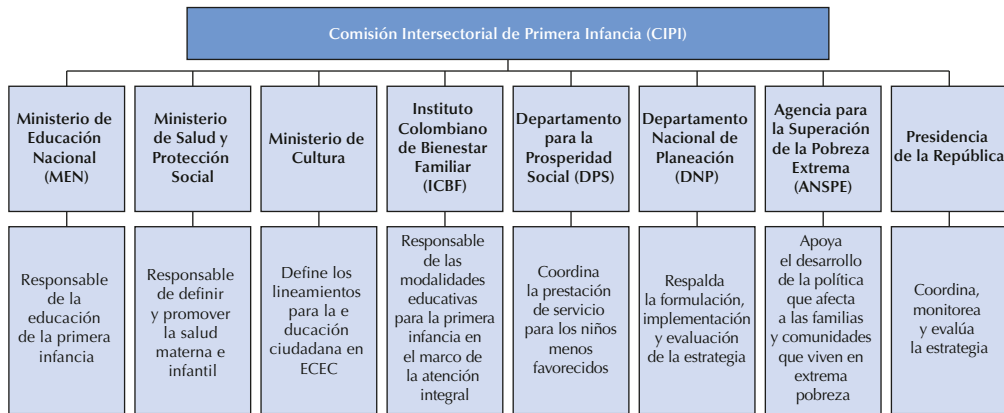 Comisión Intersectorial de Primera Infancia (CIPI)
Ministerio de
Educación
Nacional
(MEN)
Ministerio
de Salud y
Protección
Social
Ministerio de
Cultura
Instituto
Colombiano
de Bienestar
Familiar
(ICBF)
Departamento
para la
Prosperidad
Social (DPS)
Departamento
Nacional de
Planeación
(DNP)
Agencia para
la Superación
de la Pobreza
Extrema
(ANSPE)
Presidencia
de la República
Responsable
de la
educación
de la primera
infancia
Responsable
de definir
y promover
la salud
materna e
infantil
Define los
lineamientos
para la e
ducación
ciudadana en
ECEC
Responsable
de las
modalidades
educativas
para la primera
infancia en
el marco de
la atención
integral
Coordina
la prestación
de servicio
para los niños
menos
favorecidos
Respalda
la formulación,
implementación
y evaluación
de la estrategia
Apoya
el desarrollo
de la política
que afecta
a las familias
y comunidades
que viven en
extrema
pobreza
Coordina,
monitorea
y evalúa
la estrategia